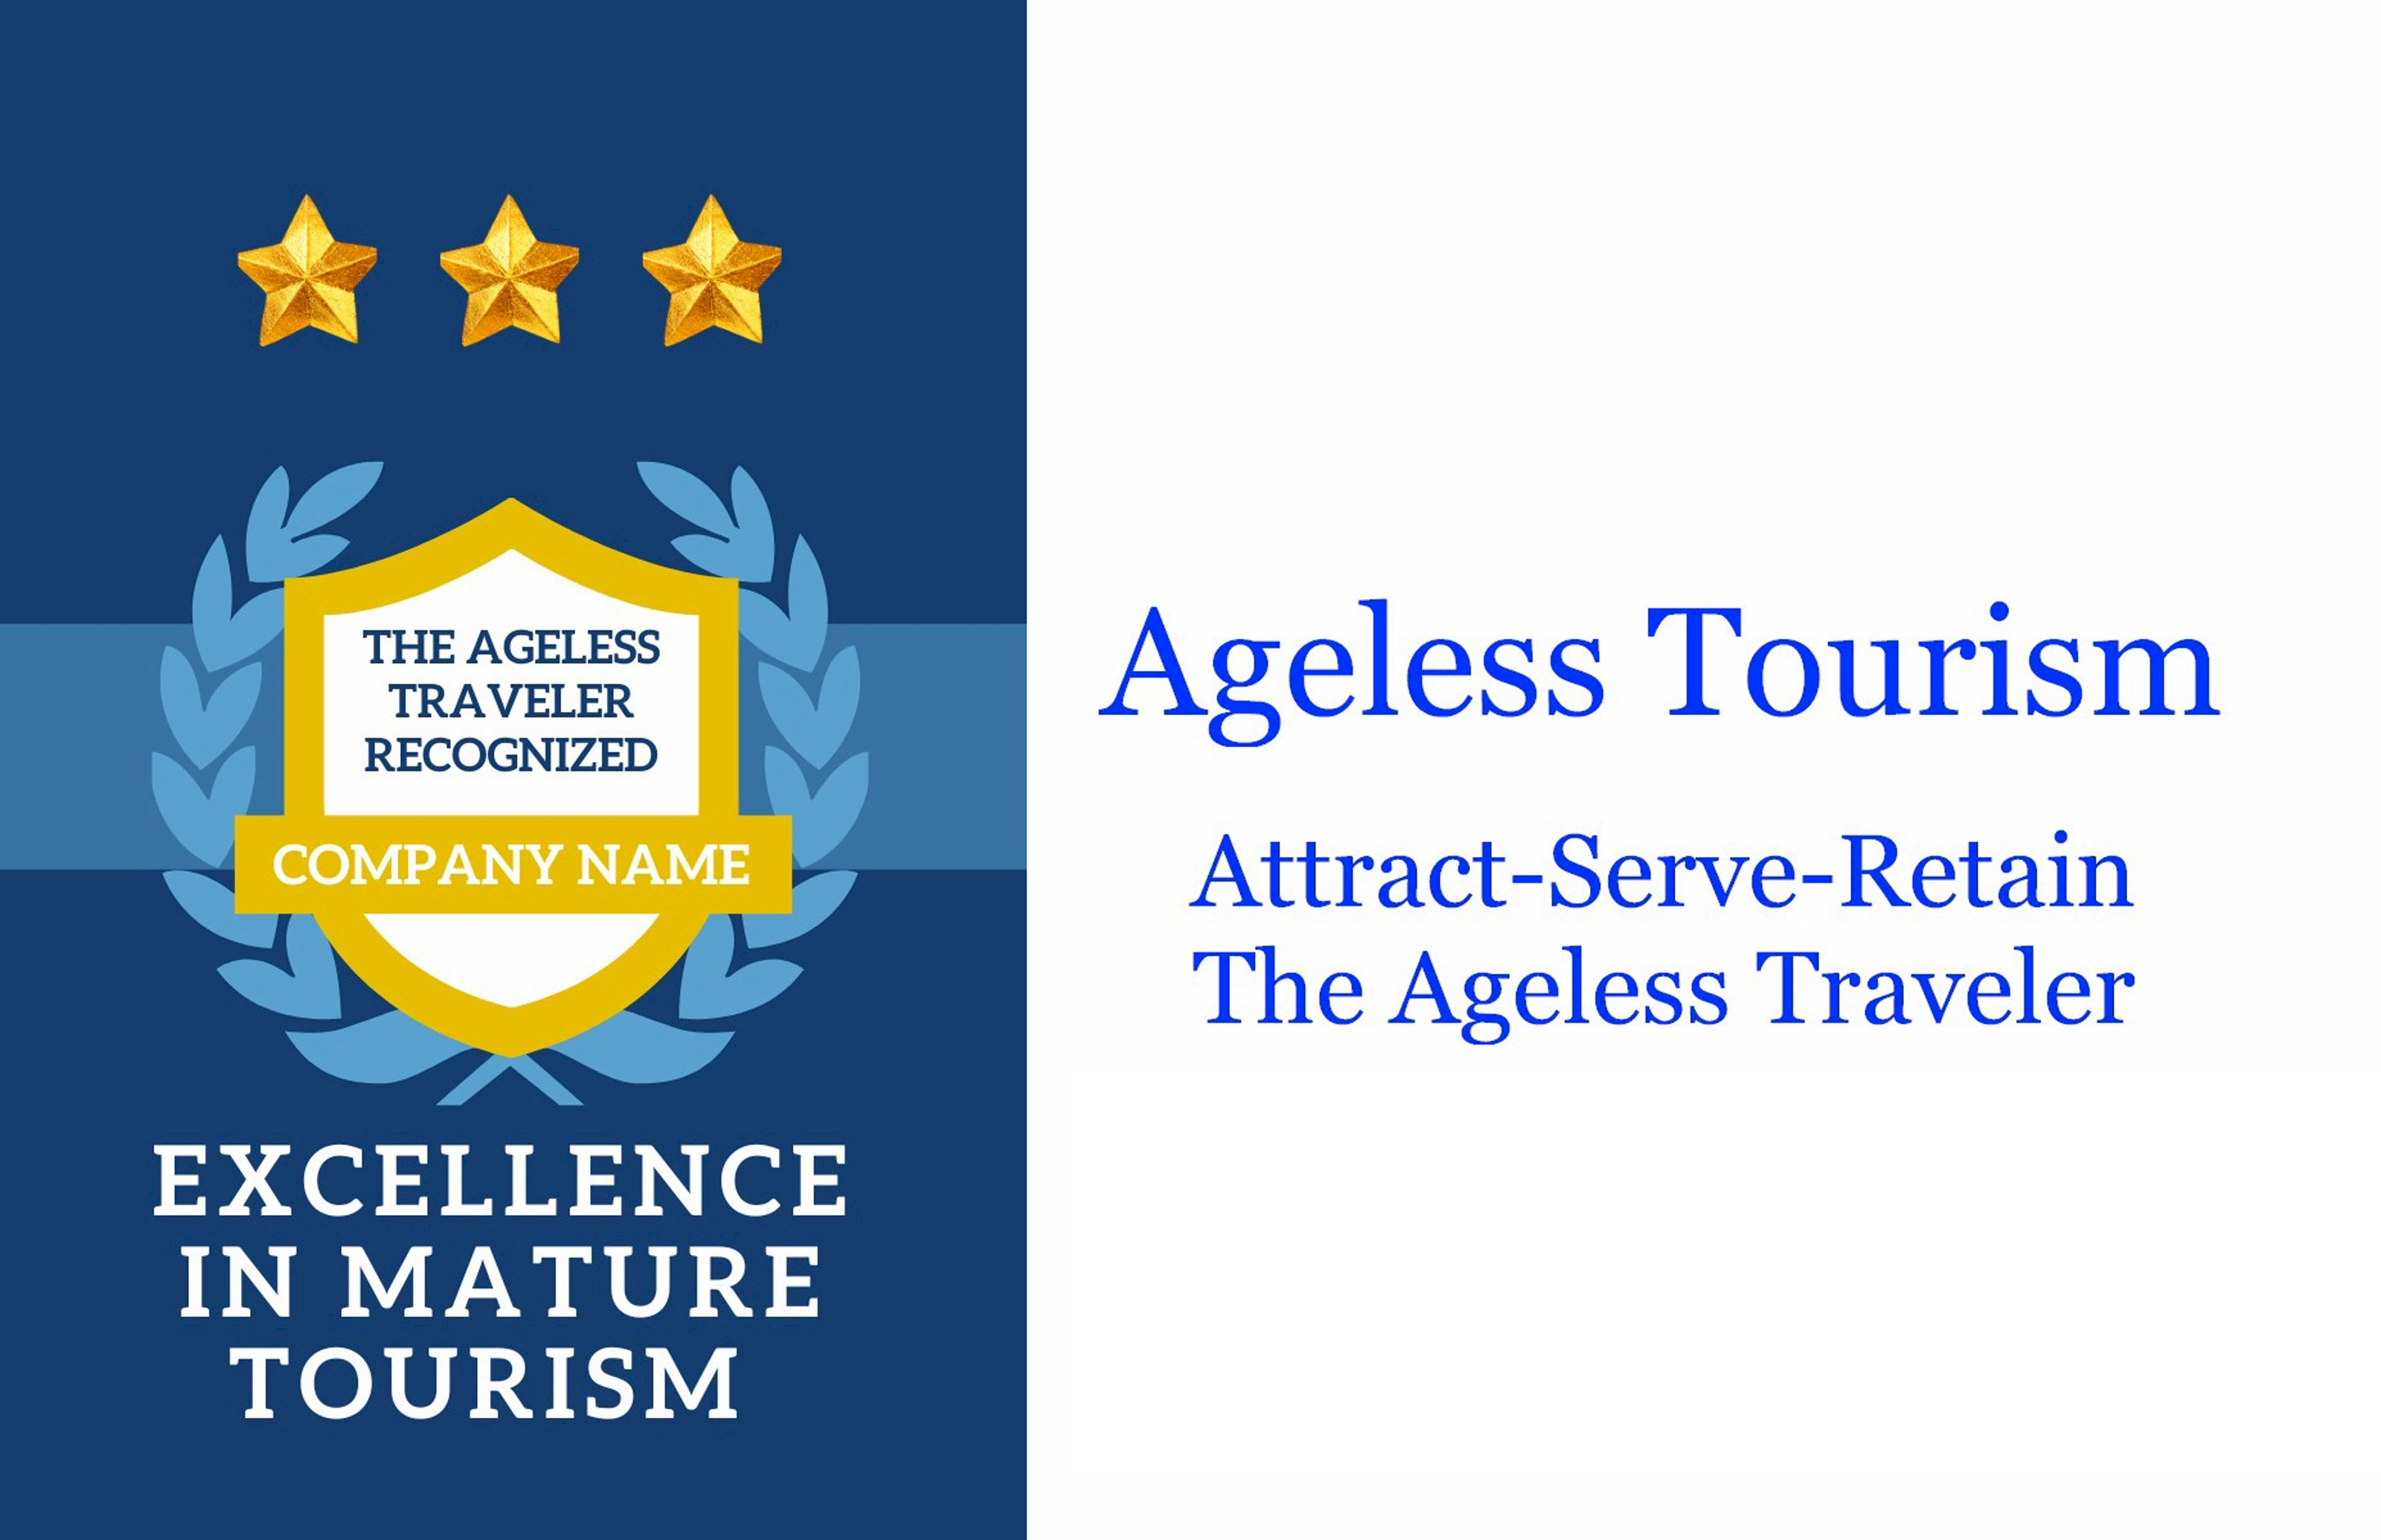 THE AGELESS
TRAVELER
RECOGNIZED
COMPANY NAME
EXCELLENCE
IN MATURE
TOURISM
Ageless Tourism
Attract-Serve-Retain
The Ageless Traveler